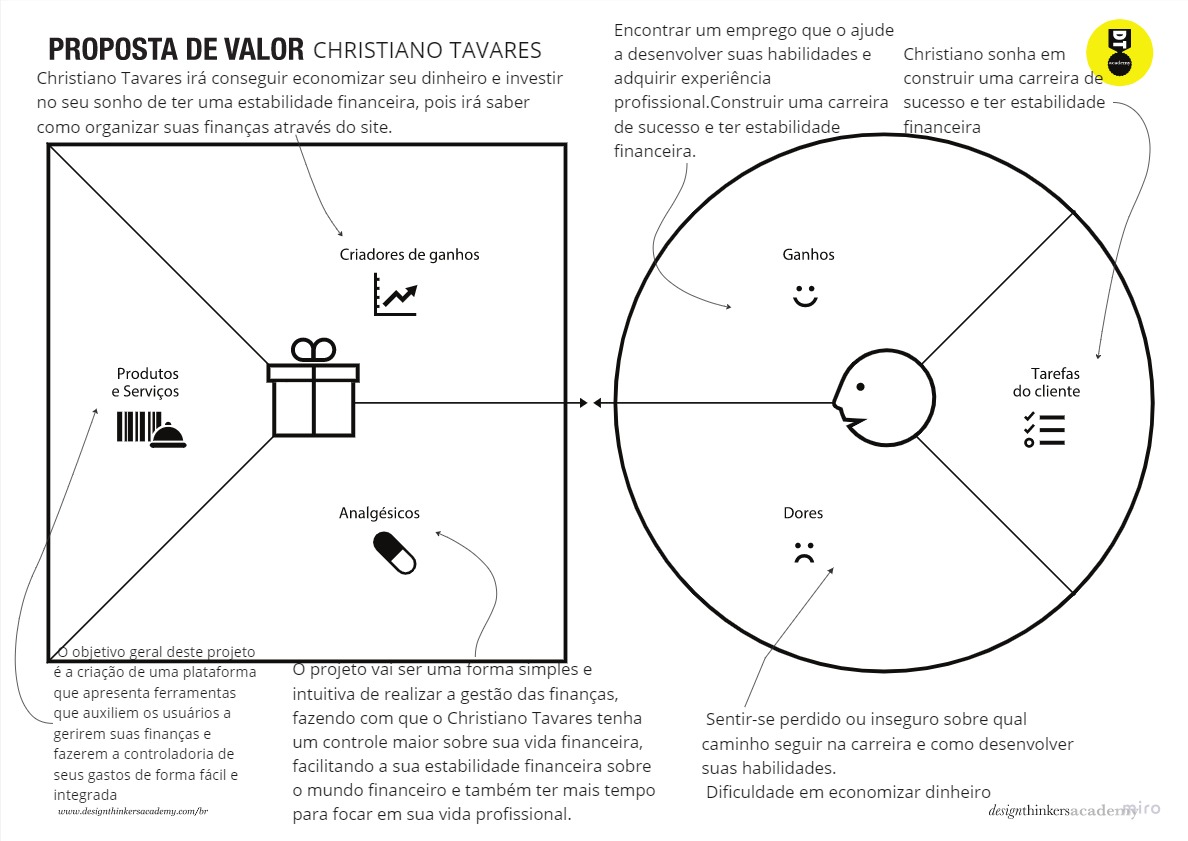 PROPOSTA DE VALOR CHRISTIANO TAVARES
Christiano Tavares irá conseguir economizar seu dinheiro e investir
no seu sonho de ter uma estabilidade financeira, pois irá saber
como organizar suas finanças através do site.
Encontrar um emprego que o ajude
a desenvolver suas habilidades e
adquirir experiência
profissional.Construir uma carreira
de sucesso e ter estabilidade
financeira.
Christiano sonha em
construir uma carreira de
sucesso e ter estabilidade
financeira
DT
academy
Criadores de ganhos
Produtos
e Serviços
Analgésicos
Ganhos
Tarefas
do cliente
Dores
O objetivo geral deste projeto
é a criação de uma plataforma
que apresenta ferramentas
que auxiliem os usuários a
gerirem suas finanças e
fazerem a controladoria de
seus gastos de forma fácil e
integrada
O projeto vai ser uma forma simples e
intuitiva de realizar a gestão das finanças,
fazendo com que o Christiano Tavares tenha
um controle maior sobre sua vida financeira,
facilitando a sua estabilidade financeira sobre
o mundo financeiro e também ter mais tempo
para focar em sua vida profissional.
Sentir-se perdido ou inseguro sobre qual
caminho seguir na carreira e como desenvolver
suas habilidades.
Dificuldade em economizar dinheiro
www.designthinkersacademy.com/br
designthinkersacademy
miro